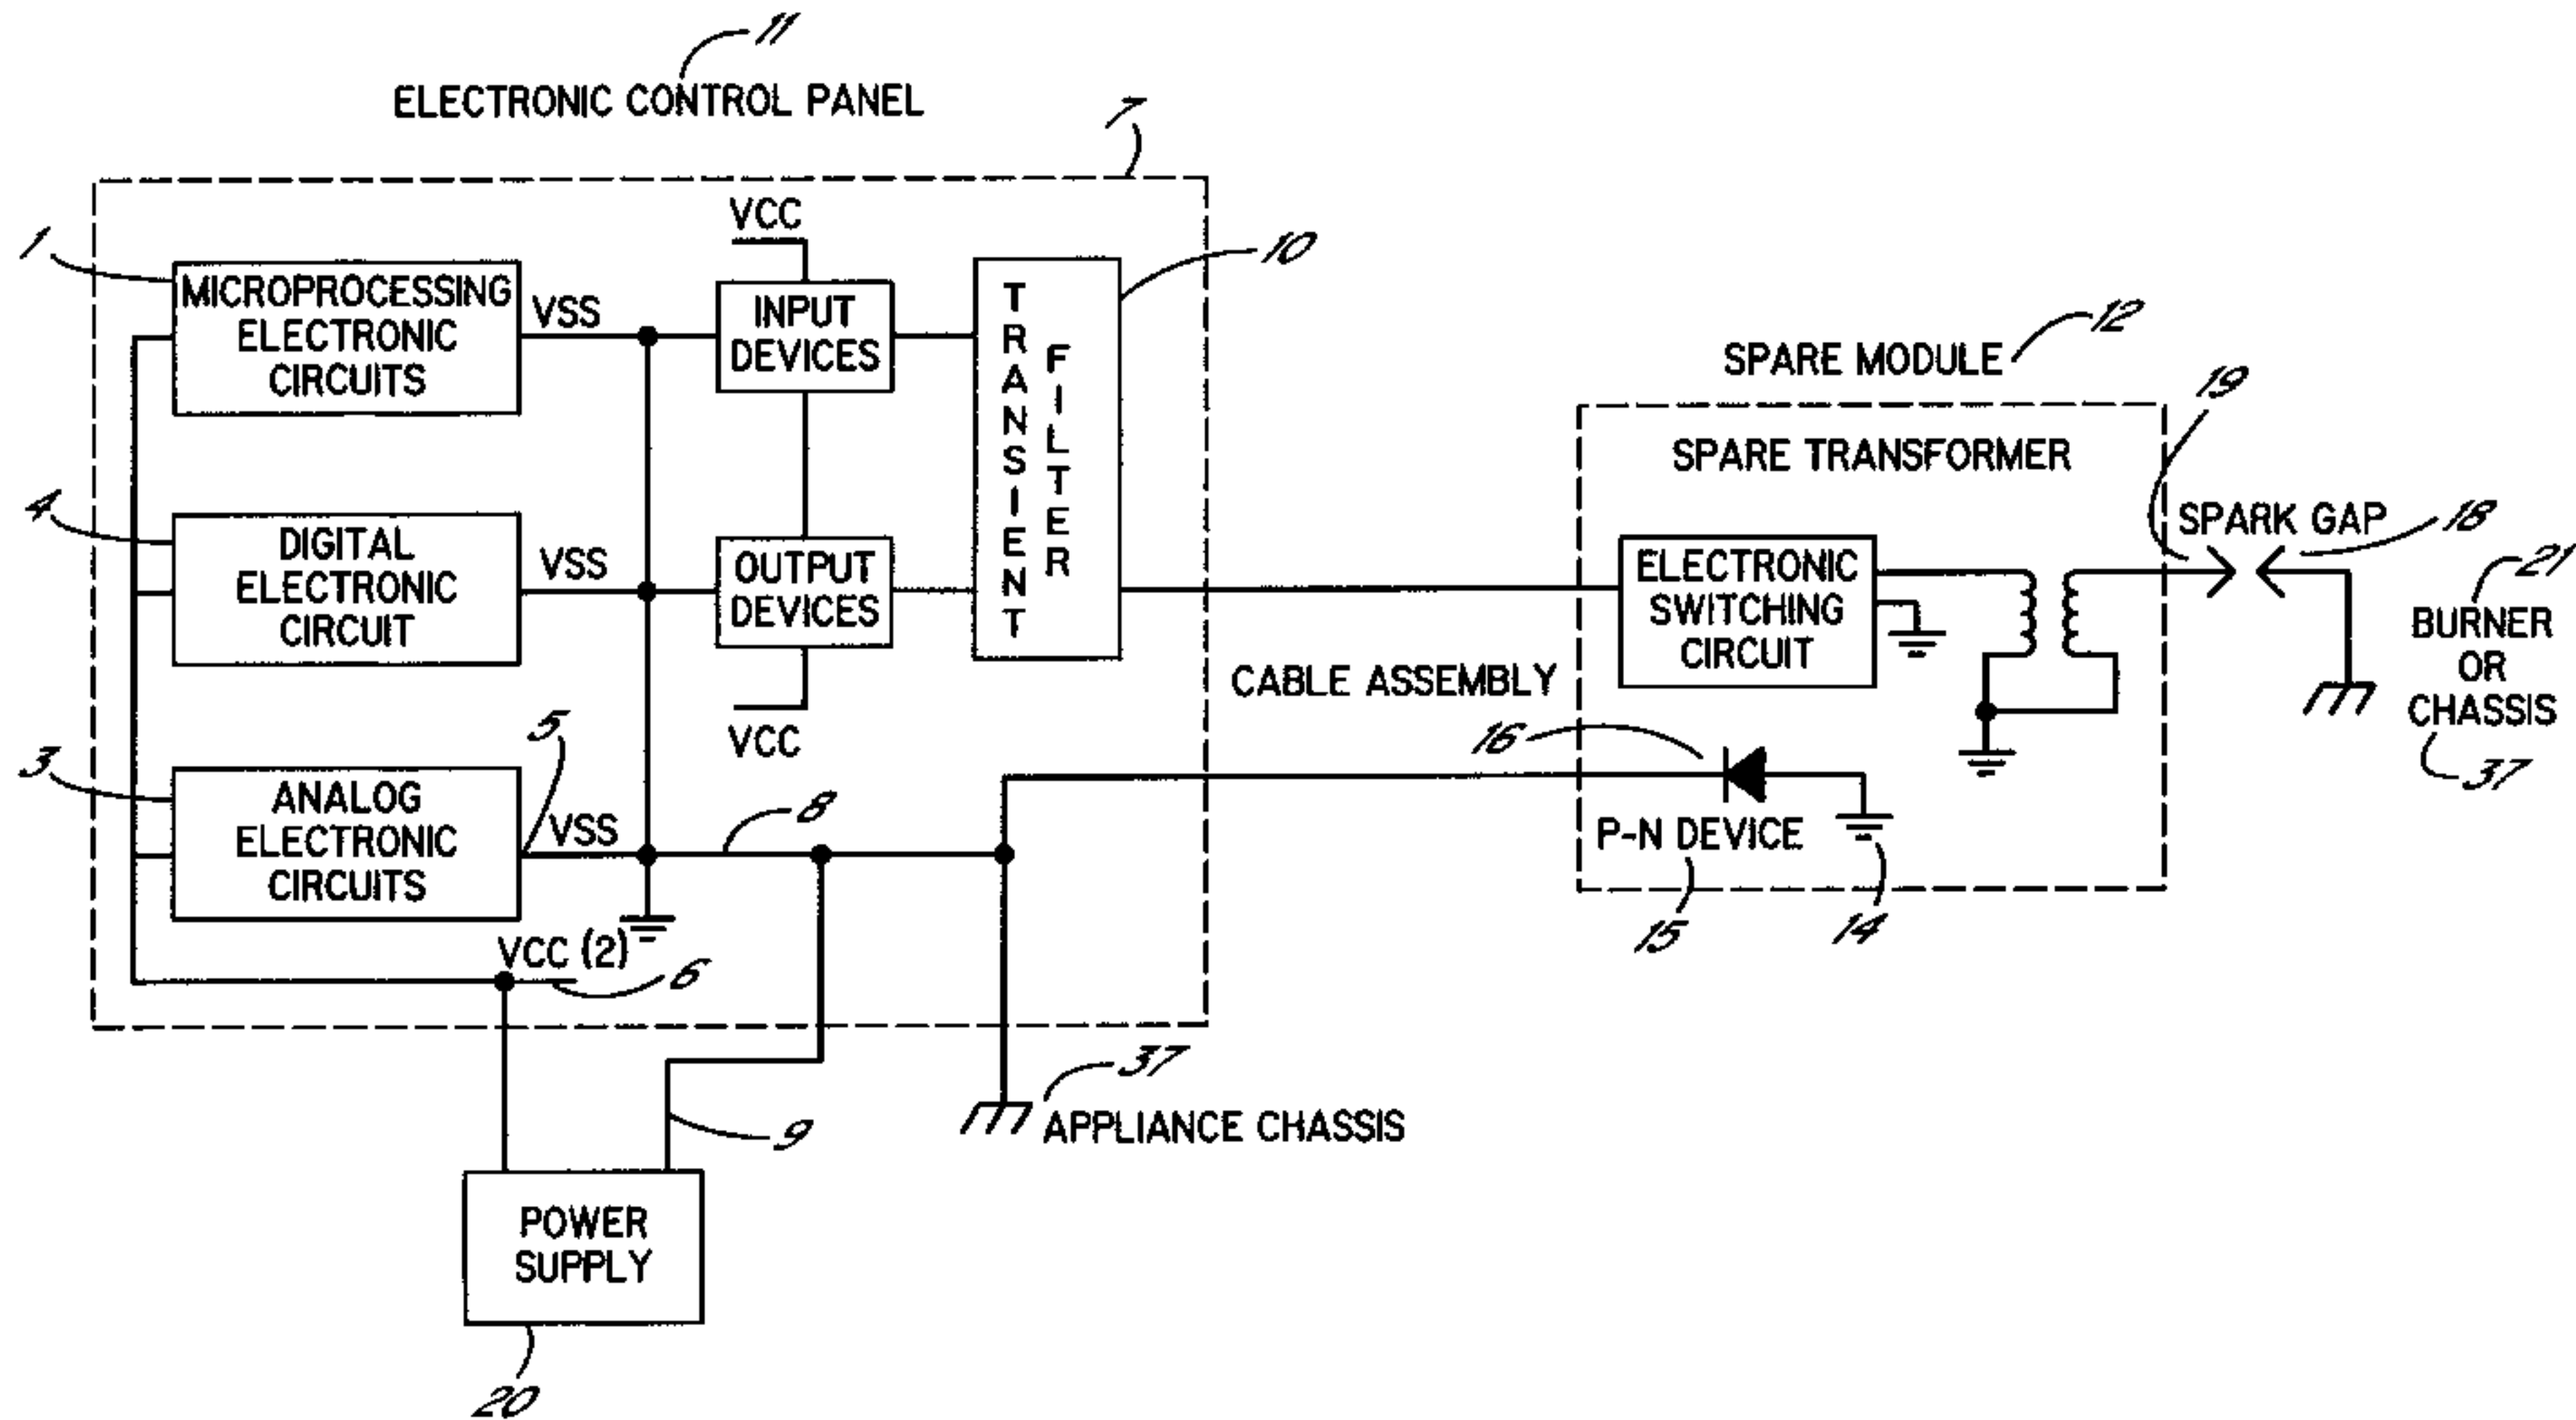 11
ELECTRONIC CONTROL PANEL
7
VCC
1
MICROPROCESSING
ELECTRONIC
CIRCUITS
VSS
INPUT
DEVICES
TRANSIENT
FILTER
10
4
DIGITAL
ELECTRONIC
CIRCUIT
VSS
OUTPUT
DEVICES
VCC
3
ANALOG
ELECTRONIC
CIRCUITS
5
VSS
8
VCC (2)
6
9
POWER
SUPPLY
20
37
APPLIANCE CHASSIS
CABLE ASSEMBLY
SPARE MODULE
12
SPARE TRANSFORMER
19
ELECTRONIC
SWITCHING
CIRCUIT
SPARK GAP
18
21
BURNER
OR
CHASSIS
37
16
P-N DEVICE
15
14